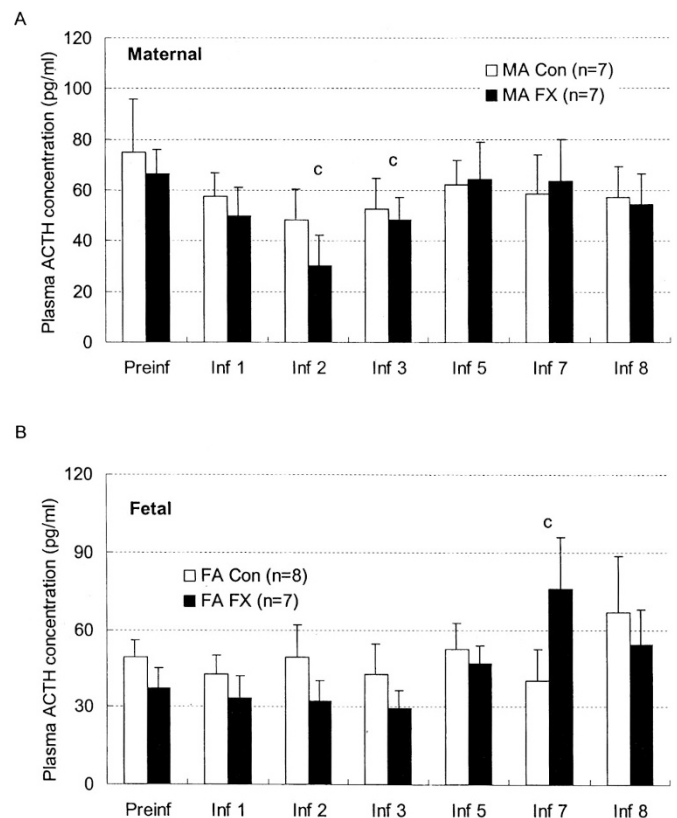 A
Maternal
MA Con (n=7)
MA FX (n=7)
Plasma ACTH concentration (pg/ml)
120
100
80
60
40
20
0
c
c
Preinf Inf 1 Inf 2 Inf 3 Inf 5 Inf 7 Inf 8
B
Fetal
FA Con (n=8)
FA FX (n=7)
Plasma ACTH concentration (pg/ml)
120
90
60
30
0
c
Preinf Inf 1 Inf 2 Inf 3 Inf 5 Inf 7 Inf 8